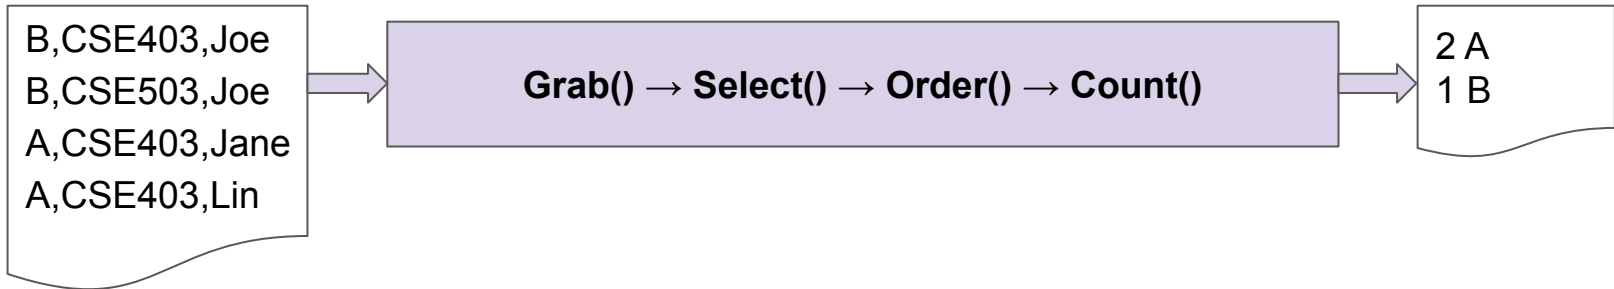 B,CSE403,Joe
B,CSE503,Joe
A,CSE403,Jane
A,CSE403,Lin
Grab() → Select() → Order() → Count()
2 A
1 B